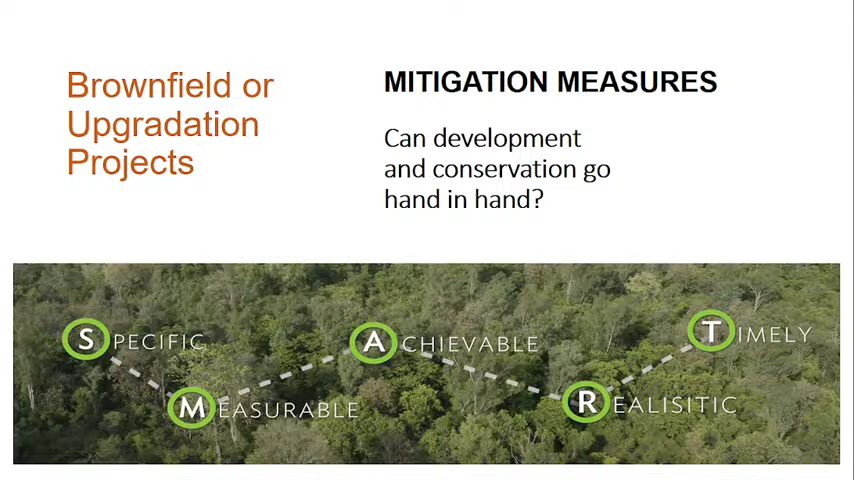 Brownfield or
Upgradation
Projects
MITIGATION MEASURES
Can development
and conservation go
hand in hand?
SPECIFIC
MEASURABLE
ACHIEVABLE
REALISITIC
TIMELY